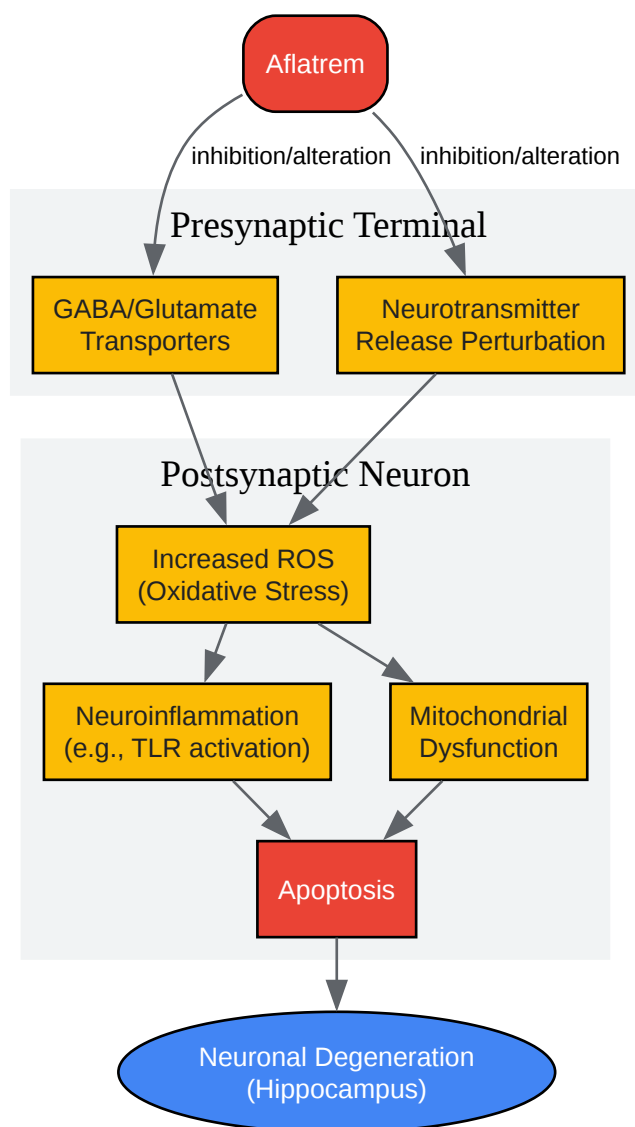 Aflatrem
inhibition/alteration
inhibition/alteration
Presynaptic Terminal
GABA/Glutamate
Transporters
Neurotransmitter
Release Perturbation
Postsynaptic Neuron
Increased ROS
(Oxidative Stress)
Neuroinflammation
(e.g., TLR activation)
Mitochondrial
Dysfunction
Apoptosis
Neuronal Degeneration
(Hippocampus)